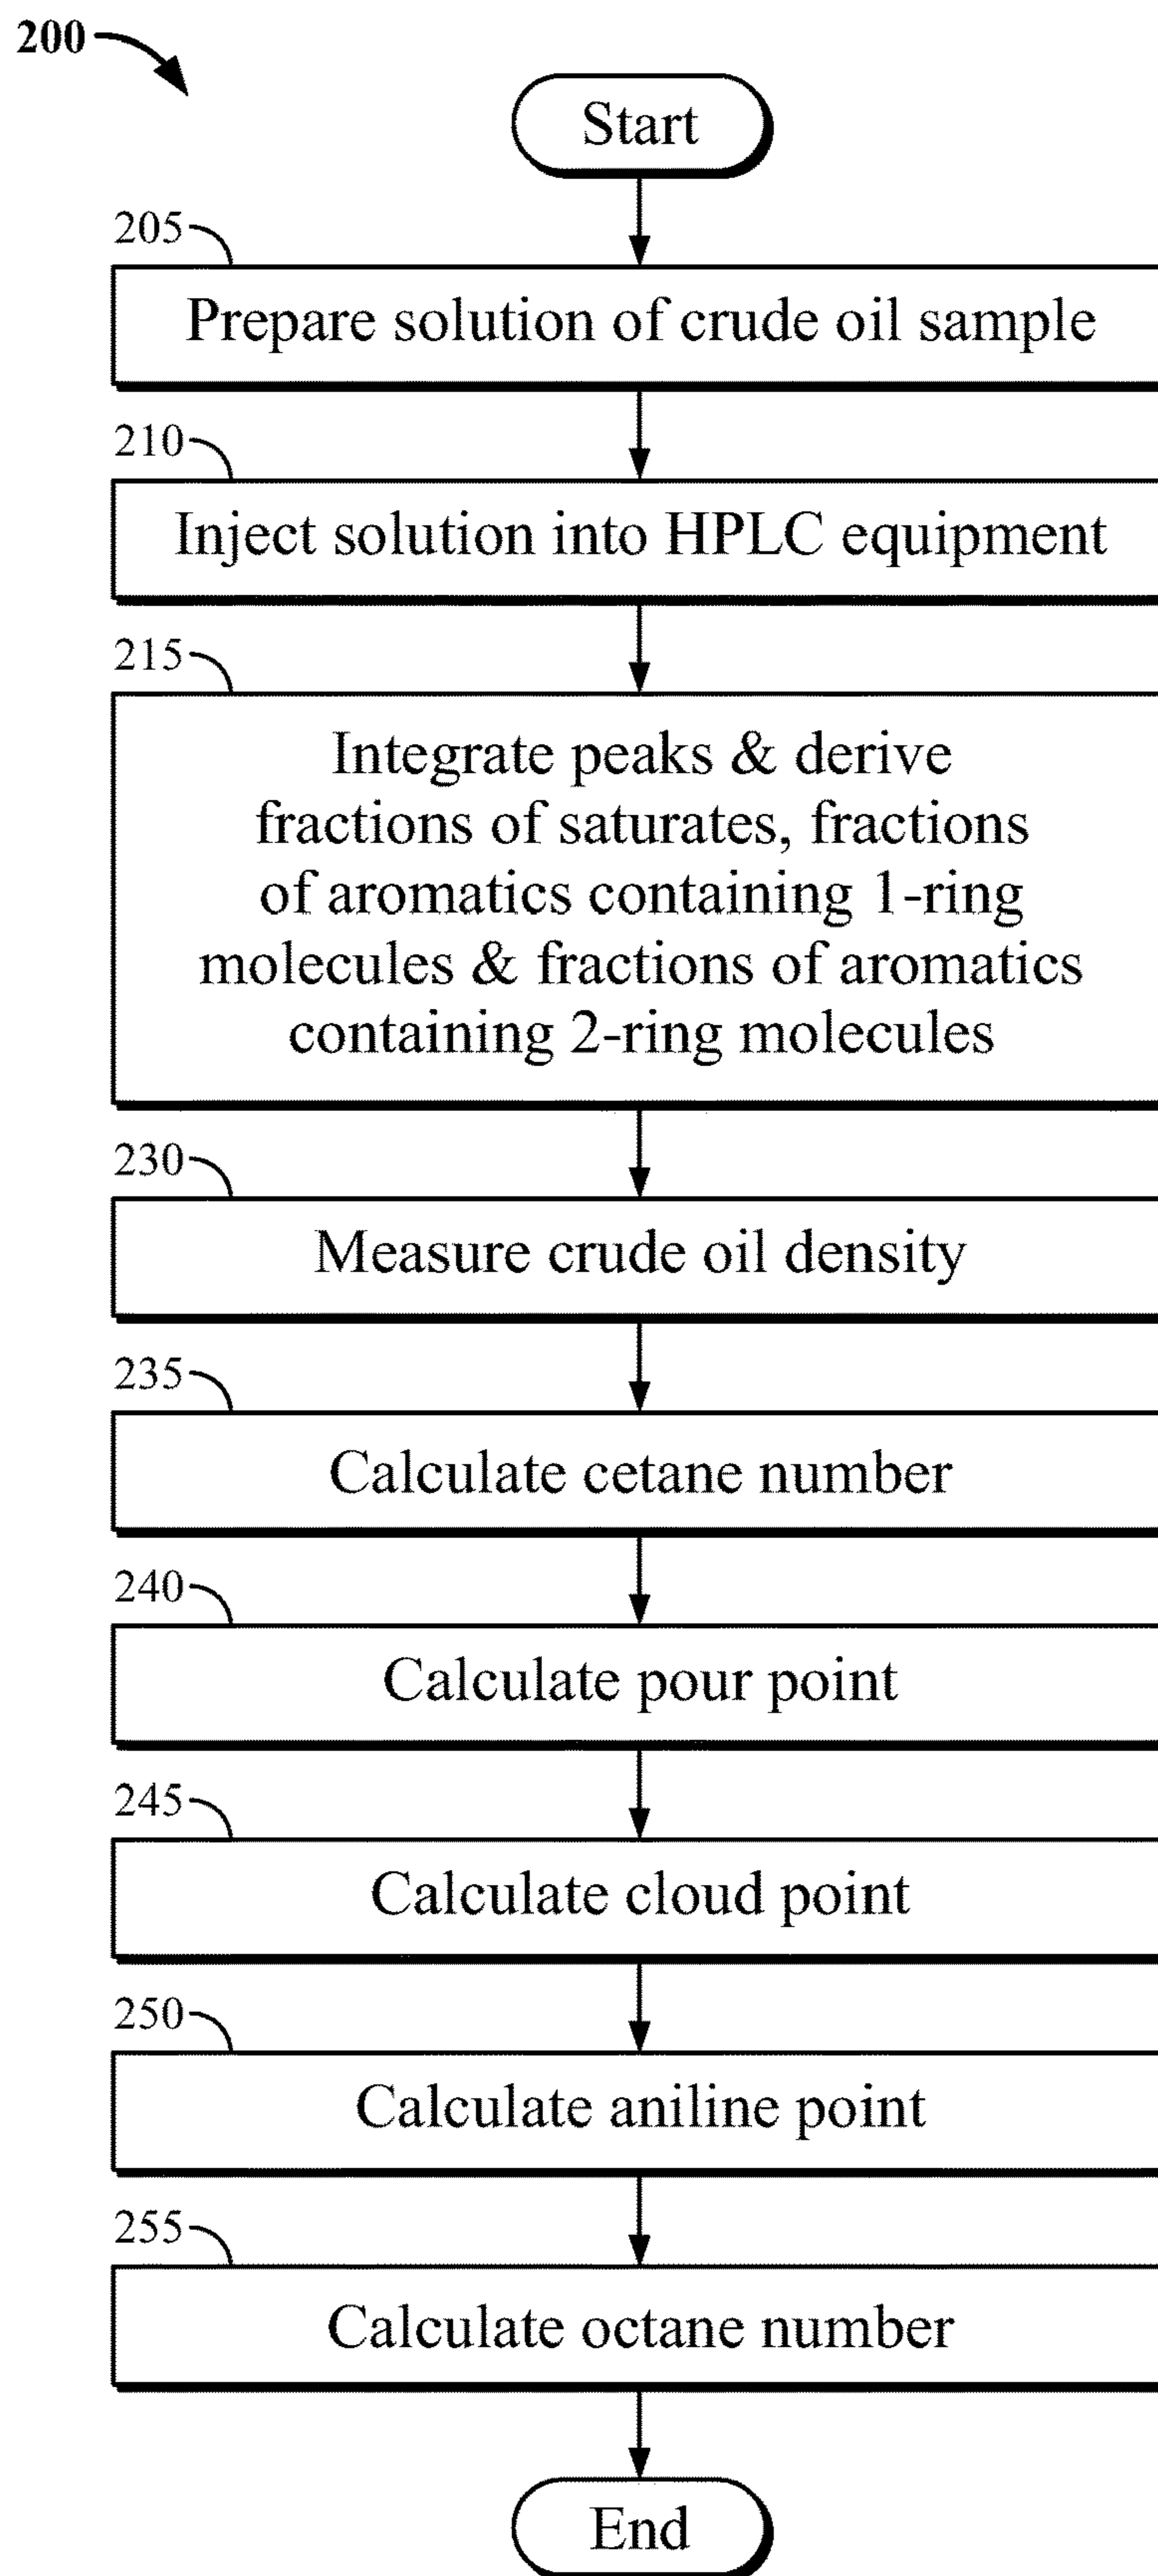 200
Start
205
Prepare solution of crude oil sample
210
Inject solution into HPLC equipment
215
Integrate peaks & derive
fractions of saturates, fractions
of aromatics containing 1-ring
molecules & fractions of aromatics
containing 2-ring molecules
230
Measure crude oil density
235
Calculate cetane number
240
Calculate pour point
245
Calculate cloud point
250
Calculate aniline point
255
Calculate octane number
End